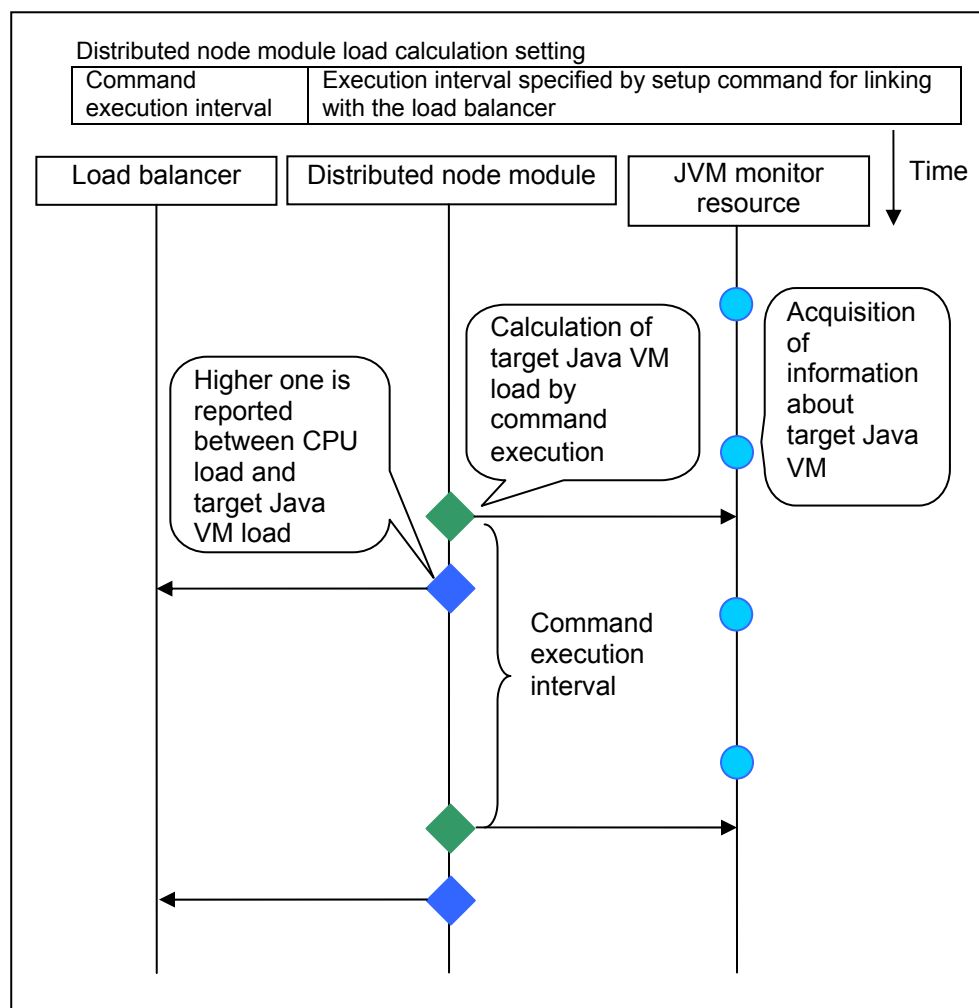 Distributed node module load calculation setting
Command
execution interval
Execution interval specified by setup command for linking
with the load balancer
Time
Load balancer
Distributed node module
JVM monitor
resource
Acquisition
of
information
about
target Java
VM
Calculation of
target Java VM
load by
command
execution
Higher one is
reported
between CPU
load and
target Java
VM load
Command
execution
interval